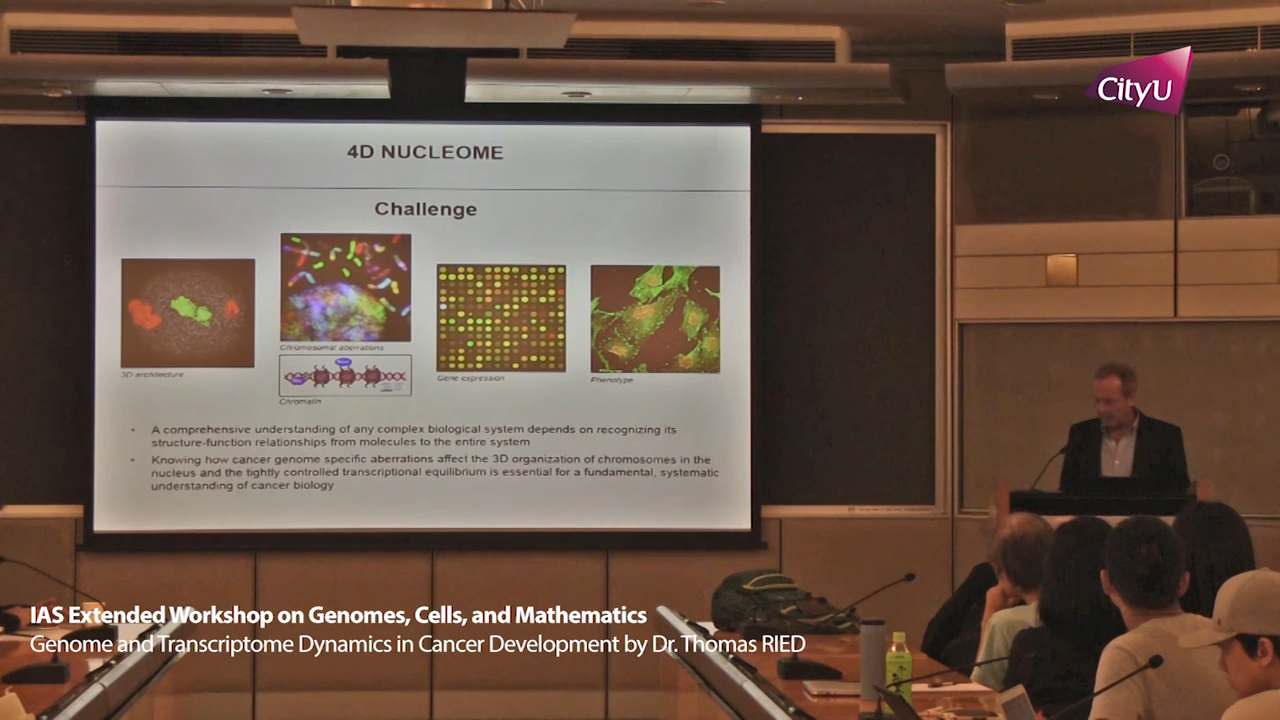 CityU
4D NUCLEOME
Challenge
3D architecture
Chromosomal aberrations
Chromatin
Gene expression
Phenotype
• A comprehensive understanding of any complex biological system depends on recognizing its
structure-function relationships from molecules to the entire system
• Knowing how cancer genome specific aberrations affect the 3D organization of chromosomes in the
nucleus and the tightly controlled transcriptional equilibrium is essential for a fundamental, systematic
understanding of cancer biology
IAS Extended Workshop on Genomes, Cells, and Mathematics
Genome and Transcriptome Dynamics in Cancer Development by Dr. Thomas RIED